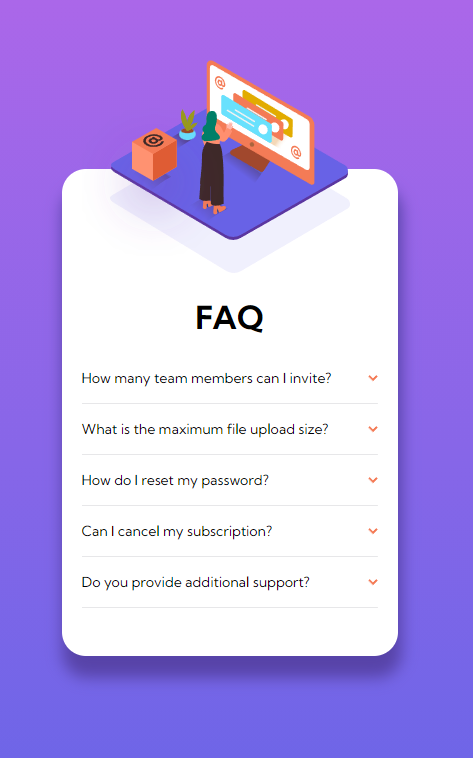 @
@
@
FAQ
How many team members can I invite?
What is the maximum file upload size?
How do I reset my password?
Can I cancel my subscription?
Do you provide additional support?